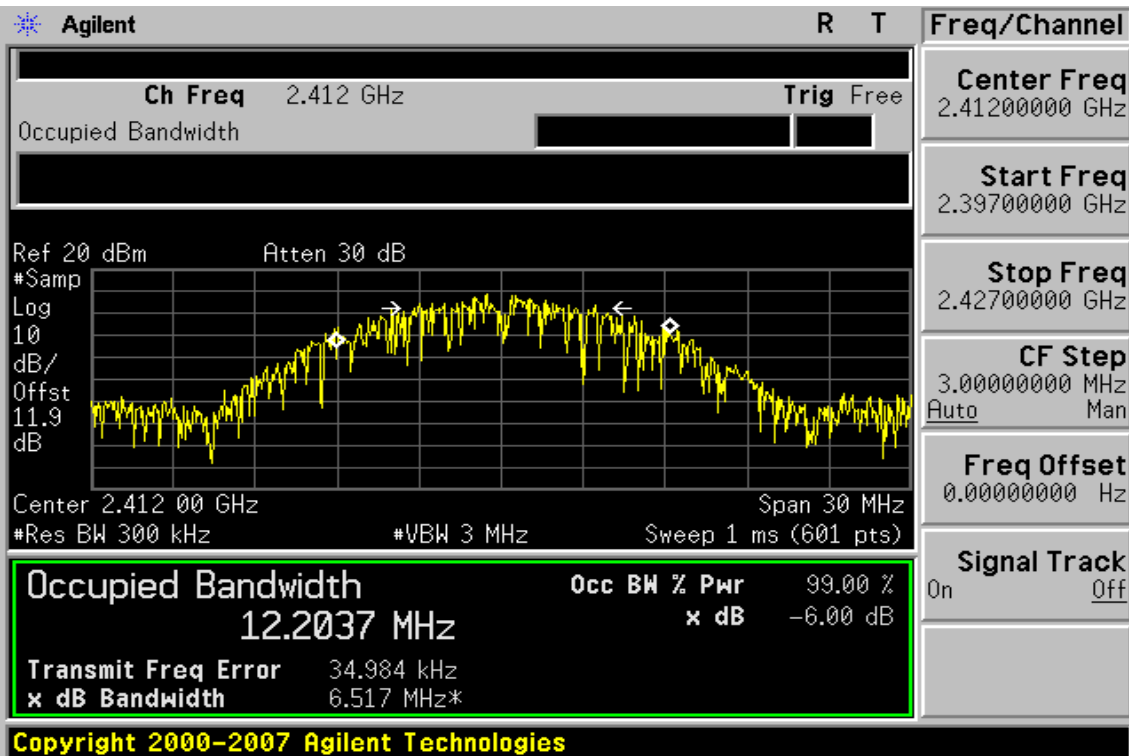 Agilent R T
Ch Freq 2.412 GHz Trig Free
Occupied Bandwidth
Ref 20 dBm Atten 30 dB
#Samp
Log
10
dB/
Offst
11.9
dB
Center 2.412 00 GHz Span 30 MHz
#Res BW 300 kHz #VBW 3 MHz Sweep 1 ms (601 pts)
Occupied Bandwidth Occ BW % Pwr 99.00 %
12.2037 MHz x dB -6.00 dB
Transmit Freq Error 34.984 kHz
x dB Bandwidth 6.517 MHz*
Copyright 2000-2007 Agilent Technologies
Freq/Channel
Center Freq
2.41200000 GHz
Start Freq
2.39700000 GHz
Stop Freq
2.42700000 GHz
CF Step
3.00000000 MHz
Auto Man
Freq Offset
0.00000000 Hz
Signal Track
On Off